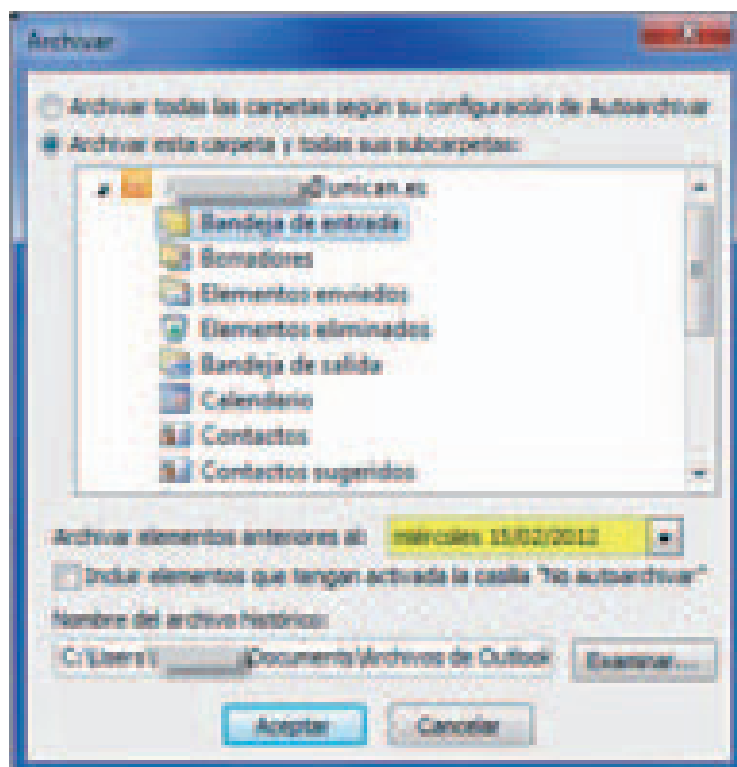 Archivar
Archivar todas las carpetas según su configuración de Autoarchivar
Archivar esta carpeta y todas sus subcarpetas:
@unican.es
Bandeja de entrada
Borradores
Elementos enviados
Elementos eliminados
Bandeja de salida
Calendario
Contactos
Contactos sugeridos
Archivar elementos anteriores al: miércoles 15/02/2012
Incluir elementos que tengan activada la casilla "No autoarchivar"
Nombre del archivo histórico:
C:\Users\ \Documents\Archivos de Outlook Examinar...
Aceptar Cancelar